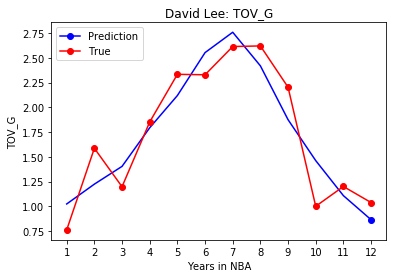 David Lee: TOV_G
Prediction
True
2.75
2.50
2.25
2.00
1.75
1.50
1.25
1.00
0.75
TOV_G
1 2 3 4 5 6 7 8 9 10 11 12
Years in NBA